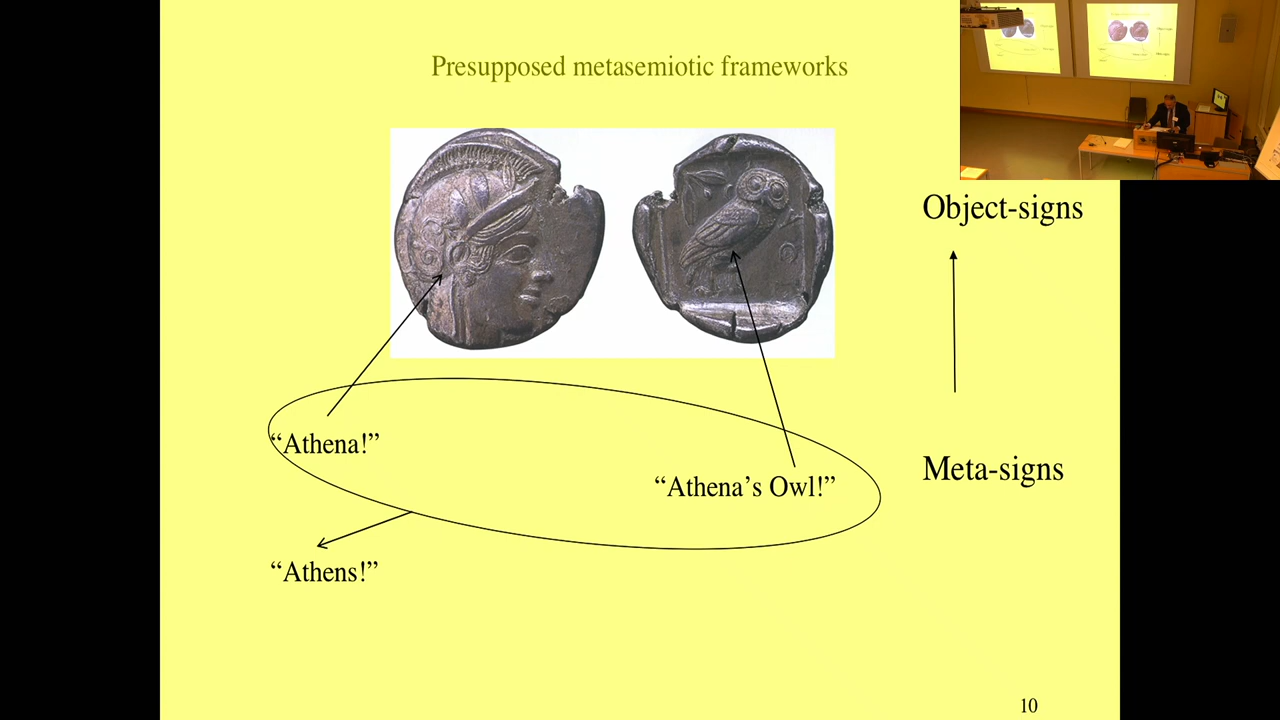 Presupposed metasemiotic frameworks
Object-signs
“Athena!”
Meta-signs
“Athena’s Owl!”
“Athens!”
10